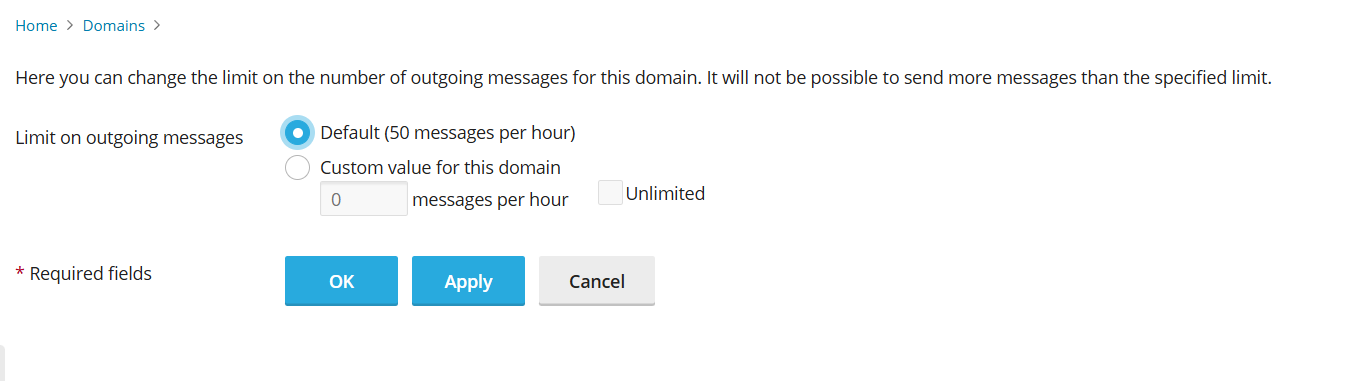 Home > Domains >
Here you can change the limit on the number of outgoing messages for this domain. It will not be possible to send more messages than the specified limit.
Limit on outgoing messages
Default (50 messages per hour)
Custom value for this domain
0 messages per hour Unlimited
* Required fields
OK Apply Cancel